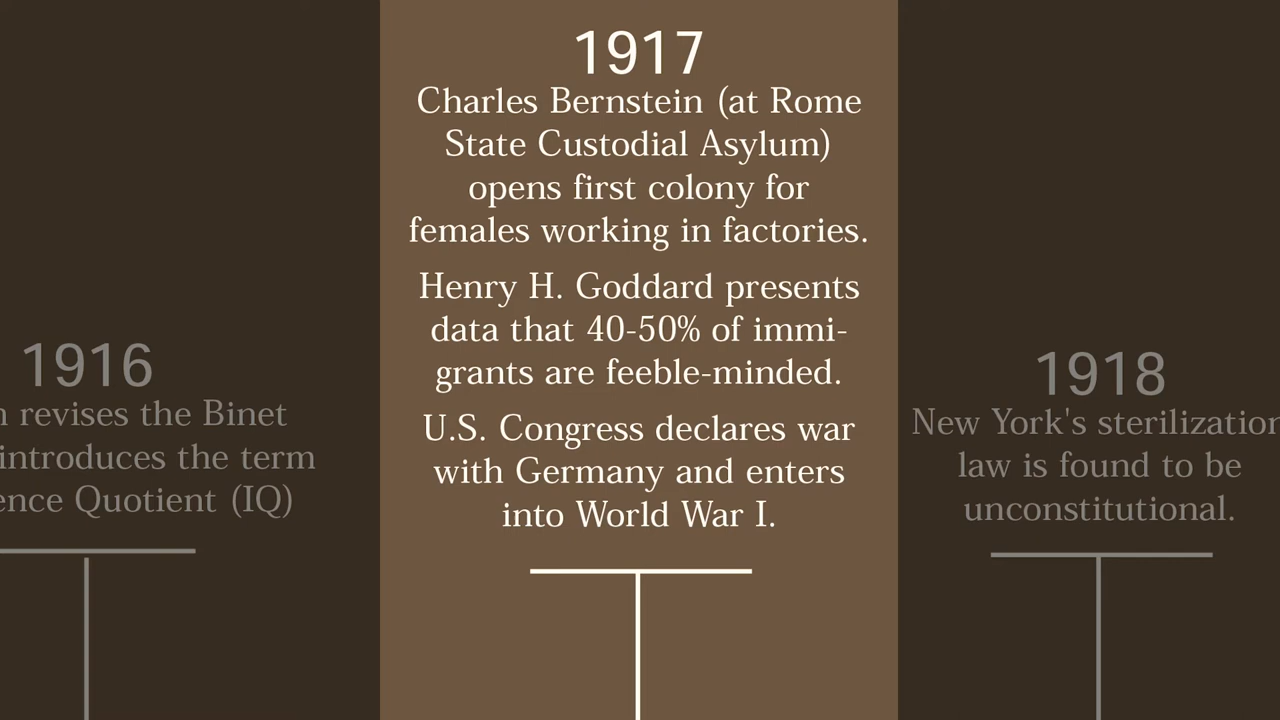 1916
revises the Binet
introduces the term
Quotient (IQ)
1917
Charles Bernstein (at Rome
State Custodial Asylum)
opens first colony for
females working in factories.
Henry H. Goddard presents
data that 40-50% of immi-
grants are feeble-minded.
U.S. Congress declares war
with Germany and enters
into World War I.
1918
New York's sterilization
law is found to be
unconstitutional.